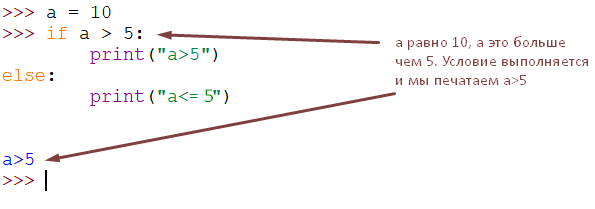 >>> a = 10
>>> if a > 5:
        print("a>5")
else:
        print("a<=5")
а равно 10, а это больше
чем 5. Условие выполняется
и мы печатаем a>5
a>5
>>>